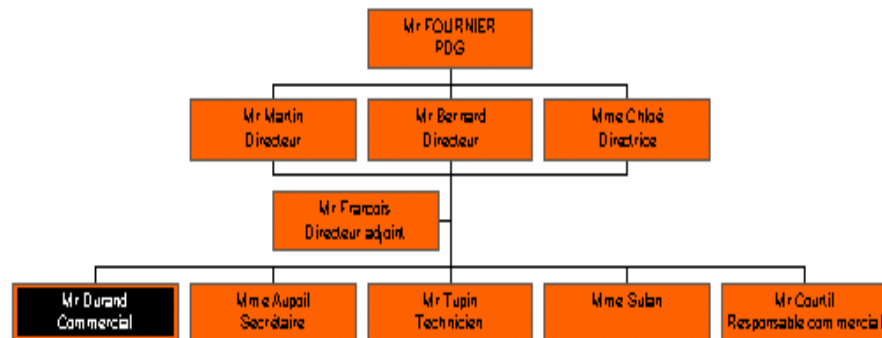 Mr FOURNIER
PDG
Mr Martin
Directeur
Mr Bernard
Directeur
Mme Chloé
Directrice
Mr Francois
Directeur adjoint
Mr Durand
Commercial
Mme Aupail
Secrétaire
Mr Tupin
Technicien
Mme Sulan
Mr Courtil
Responsable commercial